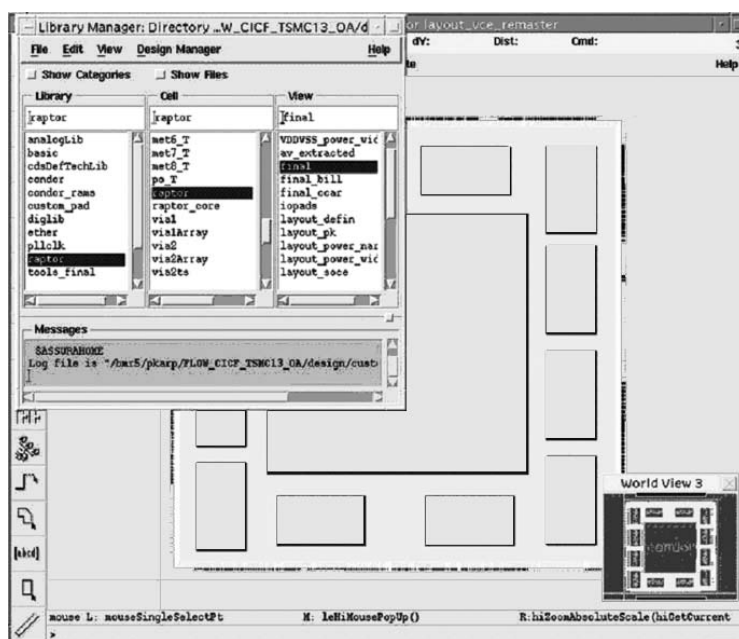 Library Manager: Directory ...W_CICF_TSMC13_OA/d
or layout_vce_remaster
File Edit View Design Manager Help
dY: Dist: Cmd:
Help
Show Categories Show Files
Library Cell View
raptor raptor final
analogLib met6_T VDDVSS_power_wid
basic met7_T av_extracted
cdsDefTechLib met8_T final
condor po_T final_bill
condor_rams raptor final_ccar
custom_pad raptor_core iopads
diglib via1 layout_defin
ether via1Array layout_pk
pllclk via2 layout_power_nar
raptor via2Array layout_power_wid
tools_final via2ts layout_soce
Messages
$ASSURAHOME
Log file is "/bmr5/pkarp/FLOW_CICF_TSMC13_OA/design/custo
[abcd]
World View 3
mouse L: mouseSingleSelectPt M: leHiMousePopUp() R:hiZoomAbsoluteScale(hiGetCurrent
>